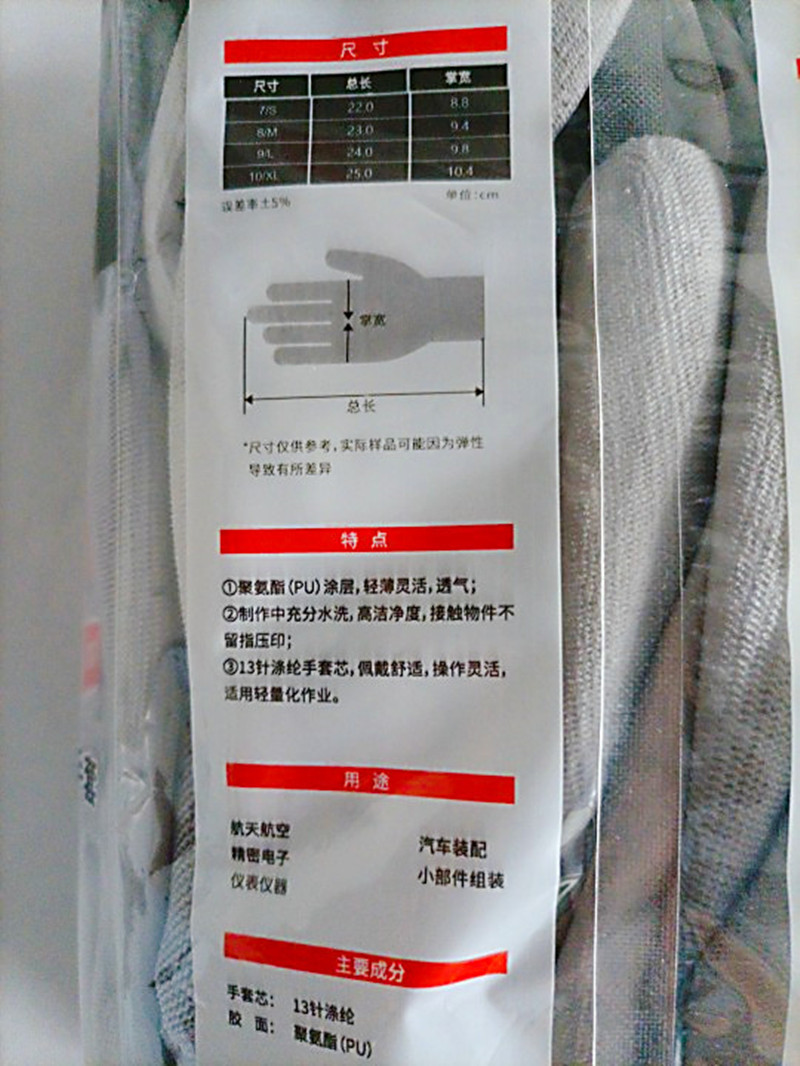 尺寸
尺寸 总长 掌宽
7/S 22.0 8.8
8/M 23.0 9.4
9/L 24.0 9.8
10/XL 25.0 10.4
误差率±5% 单位:cm
掌宽
总长
*尺寸仅供参考,实际样品可能因为弹性
导致有所差异
特点
①聚氨酯(PU)涂层,轻薄灵活,透气;
②制作中充分水洗,高洁净度,接触物件不
留指压印;
③13针涤纶手套芯,佩戴舒适,操作灵活,
适用轻量化作业。
用途
航天航空 汽车装配
精密电子 小部件组装
仪表仪器
主要成分
手套芯: 13针涤纶
胶 面: 聚氨酯(PU)